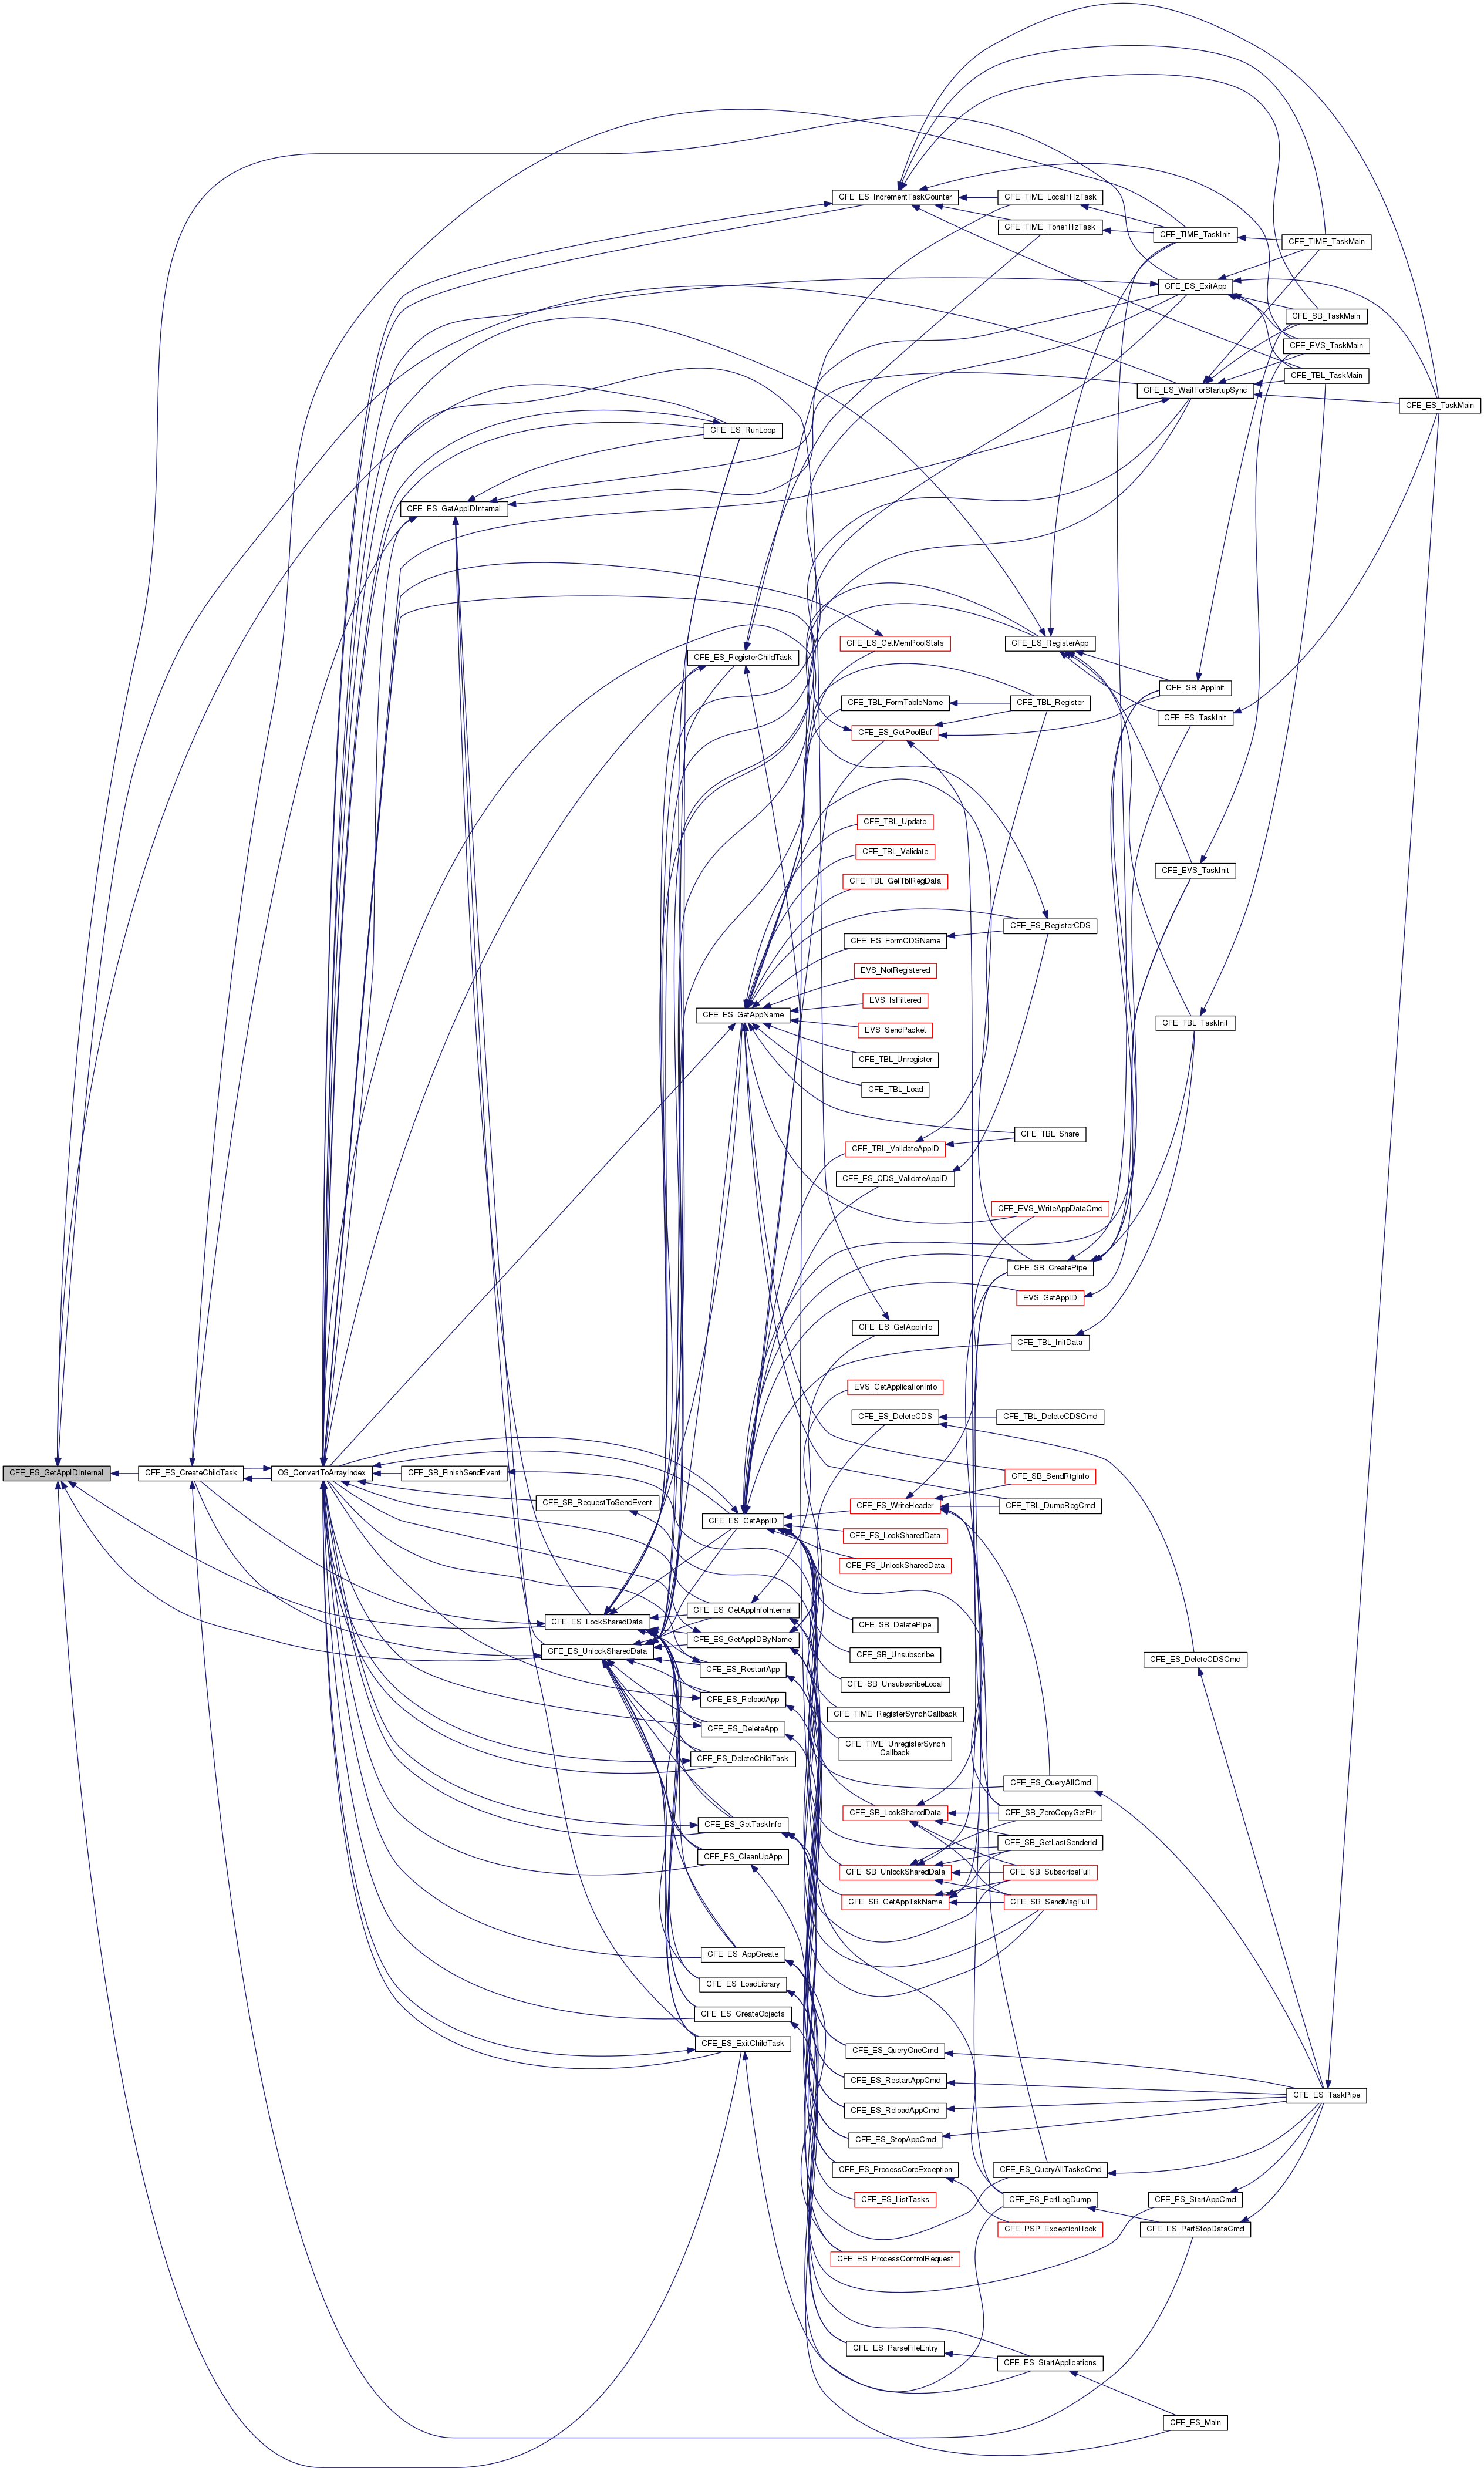 CFE_ES_IncrementTaskCounter
CFE_TIME_Local1HzTask
CFE_TIME_Tone1HzTask
CFE_TIME_TaskInit
CFE_TIME_TaskMain
CFE_ES_ExitApp
CFE_SB_TaskMain
CFE_EVS_TaskMain
CFE_TBL_TaskMain
CFE_ES_WaitForStartupSync
CFE_ES_TaskMain
CFE_ES_RunLoop
CFE_ES_GetAppIDInternal
CFE_ES_RegisterChildTask
CFE_ES_GetMemPoolStats
CFE_ES_RegisterApp
CFE_SB_AppInit
CFE_TBL_FormTableName
CFE_TBL_Register
CFE_ES_TaskInit
CFE_ES_GetPoolBuf
CFE_TBL_Update
CFE_TBL_Validate
CFE_EVS_TaskInit
CFE_TBL_GetTblRegData
CFE_ES_RegisterCDS
CFE_ES_FormCDSName
EVS_NotRegistered
EVS_IsFiltered
CFE_ES_GetAppName
CFE_TBL_TaskInit
EVS_SendPacket
CFE_TBL_Unregister
CFE_TBL_Load
CFE_TBL_Share
CFE_TBL_ValidateAppID
CFE_ES_CDS_ValidateAppID
CFE_EVS_WriteAppDataCmd
CFE_SB_CreatePipe
EVS_GetAppID
CFE_ES_GetAppInfo
CFE_TBL_InitData
EVS_GetApplicationInfo
CFE_ES_DeleteCDS
CFE_TBL_DeleteCDSCmd
CFE_ES_GetAppIDInternal
CFE_ES_CreateChildTask
OS_ConvertToArrayIndex
CFE_SB_FinishSendEvent
CFE_SB_SendRtgInfo
CFE_SB_RequestToSendEvent
CFE_FS_WriteHeader
CFE_TBL_DumpRegCmd
CFE_ES_GetAppID
CFE_FS_LockSharedData
CFE_FS_UnlockSharedData
CFE_ES_GetAppInfoInternal
CFE_ES_LockSharedData
CFE_SB_DeletePipe
CFE_ES_GetAppIDByName
CFE_ES_UnlockSharedData
CFE_SB_Unsubscribe
CFE_ES_DeleteCDSCmd
CFE_ES_RestartApp
CFE_SB_UnsubscribeLocal
CFE_ES_ReloadApp
CFE_TIME_RegisterSynchCallback
CFE_ES_DeleteApp
CFE_TIME_UnregisterSynch
Callback
CFE_ES_DeleteChildTask
CFE_ES_QueryAllCmd
CFE_SB_LockSharedData
CFE_SB_ZeroCopyGetPtr
CFE_ES_GetTaskInfo
CFE_SB_GetLastSenderId
CFE_ES_CleanUpApp
CFE_SB_UnlockSharedData
CFE_SB_SubscribeFull
CFE_SB_GetAppTskName
CFE_SB_SendMsgFull
CFE_ES_AppCreate
CFE_ES_LoadLibrary
CFE_ES_CreateObjects
CFE_ES_ExitChildTask
CFE_ES_QueryOneCmd
CFE_ES_RestartAppCmd
CFE_ES_TaskPipe
CFE_ES_ReloadAppCmd
CFE_ES_StopAppCmd
CFE_ES_ProcessCoreException
CFE_ES_QueryAllTasksCmd
CFE_ES_ListTasks
CFE_ES_PerfLogDump
CFE_ES_StartAppCmd
CFE_PSP_ExceptionHook
CFE_ES_PerfStopDataCmd
CFE_ES_ProcessControlRequest
CFE_ES_ParseFileEntry
CFE_ES_StartApplications
CFE_ES_Main